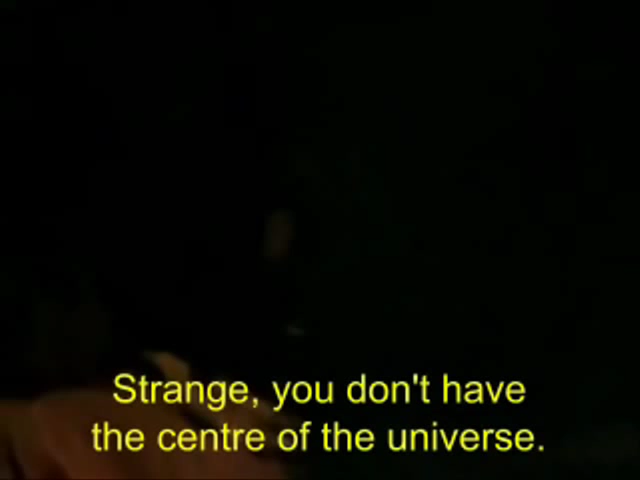 Strange, you don't have
the centre of the universe.